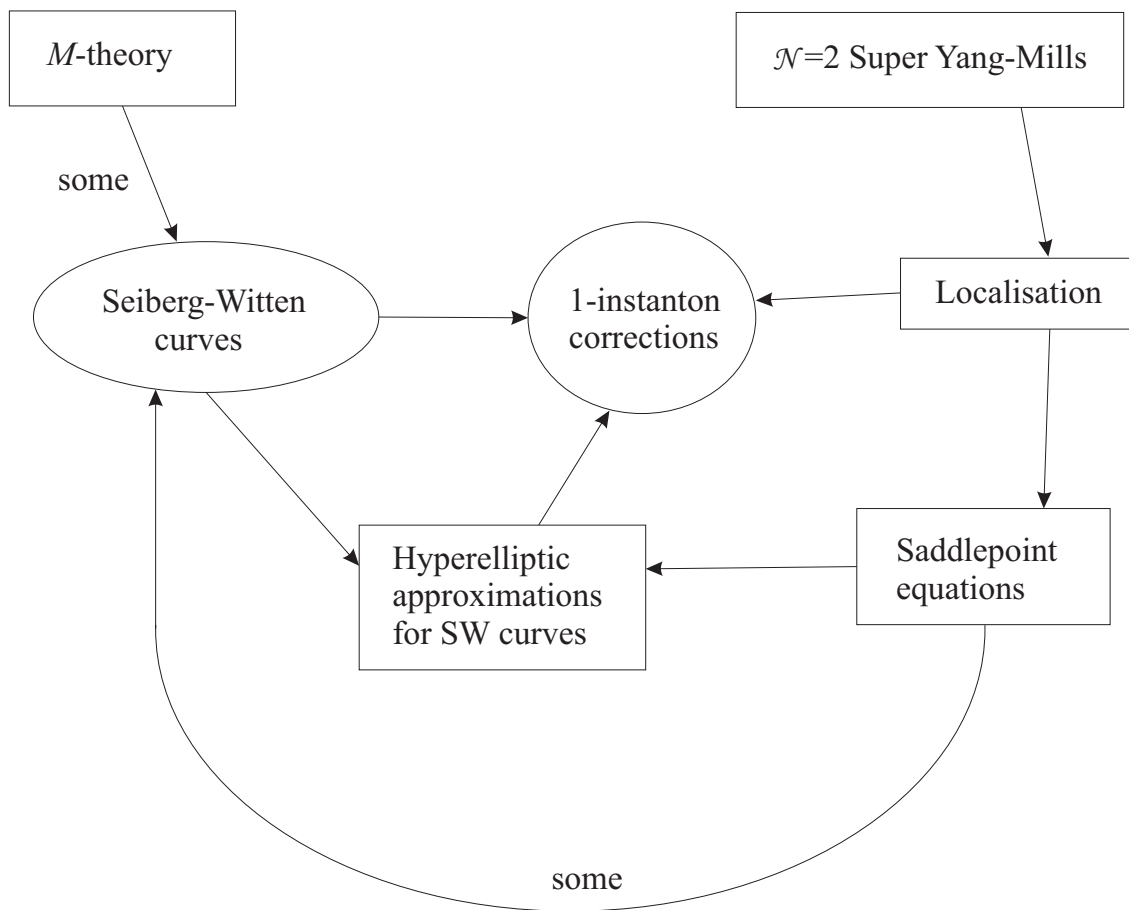 M-theory
𝒩=2 Super Yang-Mills
some
Seiberg-Witten
curves
1-instanton
corrections
Localisation
Hyperelliptic
approximations
for SW curves
Saddlepoint
equations
some